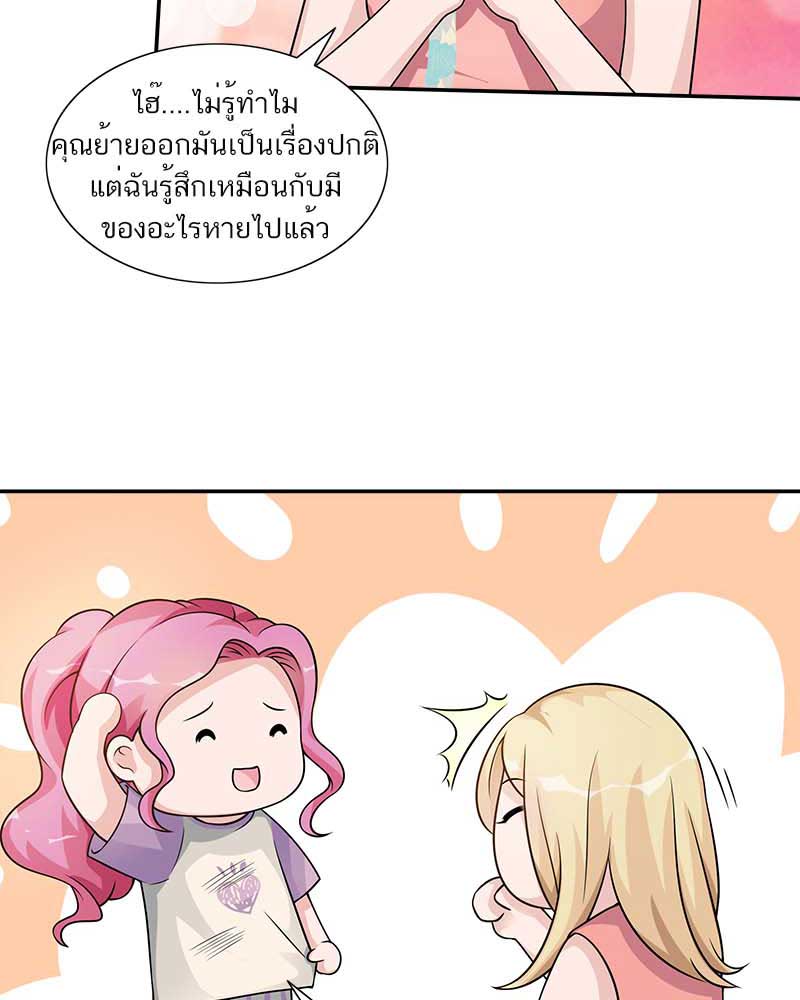 ไฮ๊....ไม่รู้ทำไม
คุณย้ายออกมันเป็นเรื่องปกติ
แต่ฉันรู้สึกเหมือนกับมี
ของอะไรหายไปแล้ว